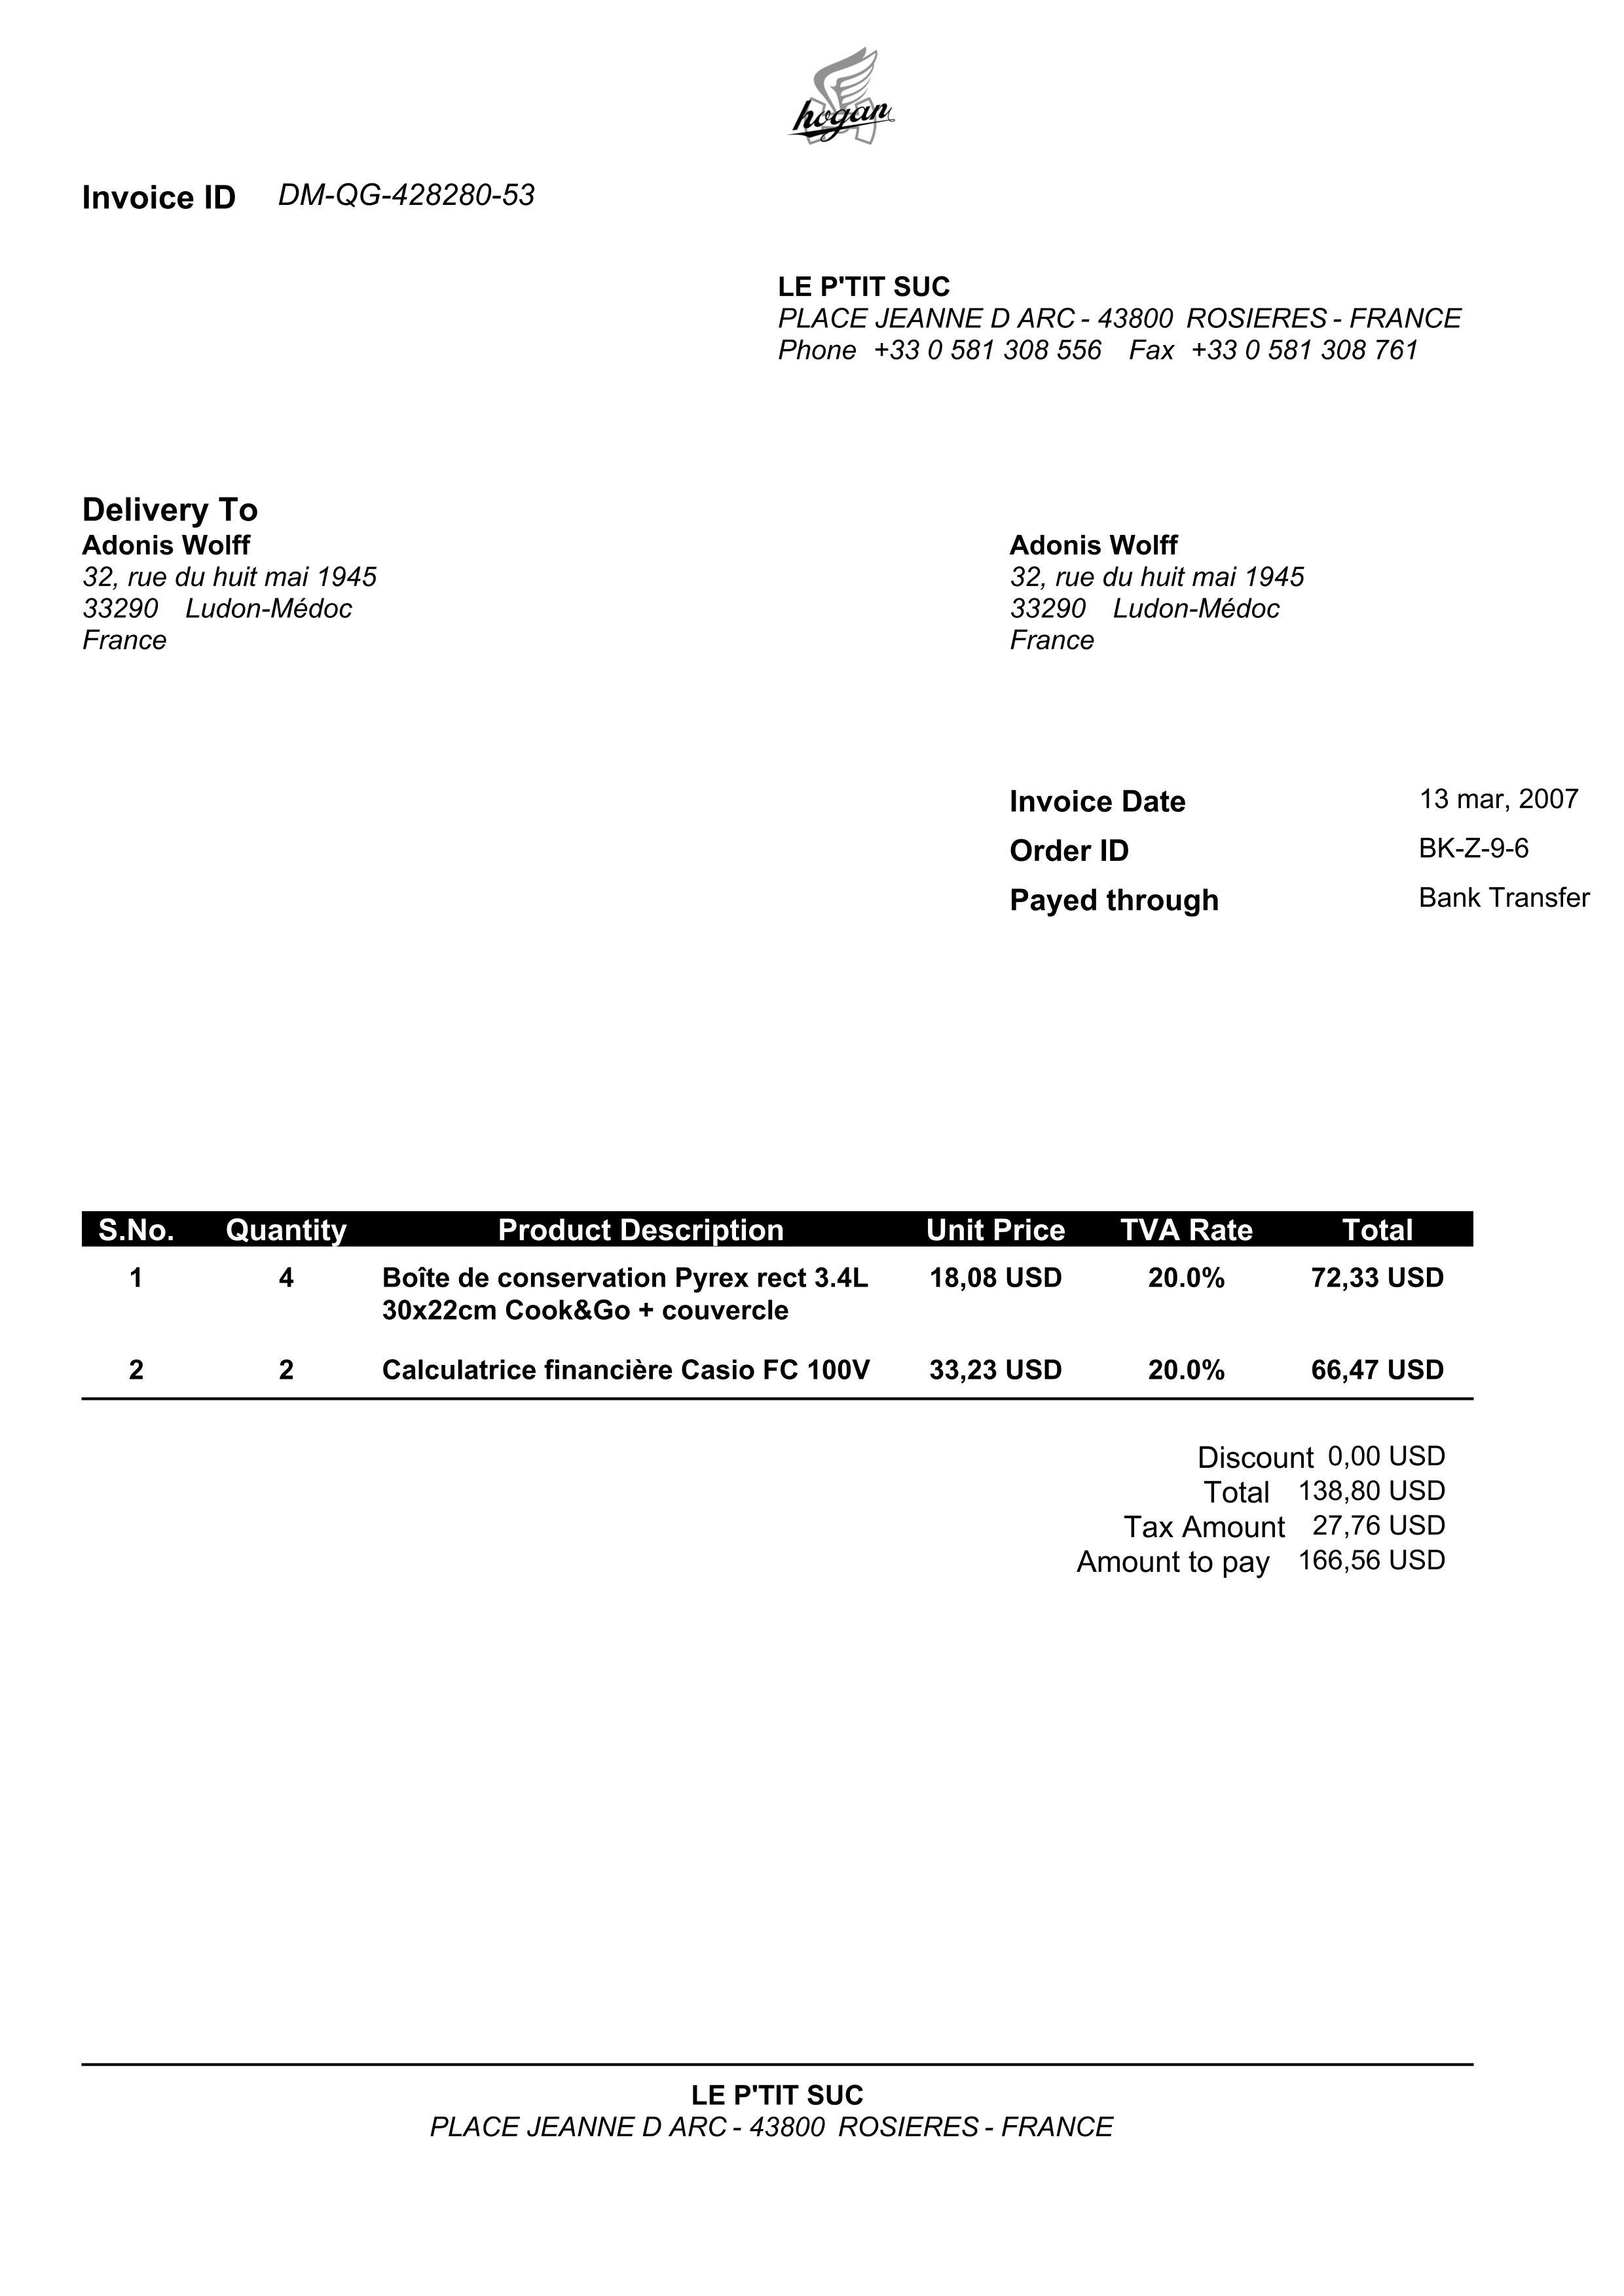 hogan
Invoice ID DM-QG-428280-53
LE P'TIT SUC
PLACE JEANNE D ARC - 43800 ROSIERES - FRANCE
Phone +33 0 581 308 556 Fax +33 0 581 308 761
Delivery To
Adonis Wolff
32, rue du huit mai 1945
33290 Ludon-Médoc
France
Adonis Wolff
32, rue du huit mai 1945
33290 Ludon-Médoc
France
Invoice Date 13 mar, 2007
Order ID BK-Z-9-6
Payed through Bank Transfer
S.No. Quantity Product Description Unit Price TVA Rate Total
1 4 Boîte de conservation Pyrex rect 3.4L 18,08 USD 20.0% 72,33 USD
30x22cm Cook&Go + couvercle
2 2 Calculatrice financière Casio FC 100V 33,23 USD 20.0% 66,47 USD
Discount 0,00 USD
Total 138,80 USD
Tax Amount 27,76 USD
Amount to pay 166,56 USD
LE P'TIT SUC
PLACE JEANNE D ARC - 43800 ROSIERES - FRANCE